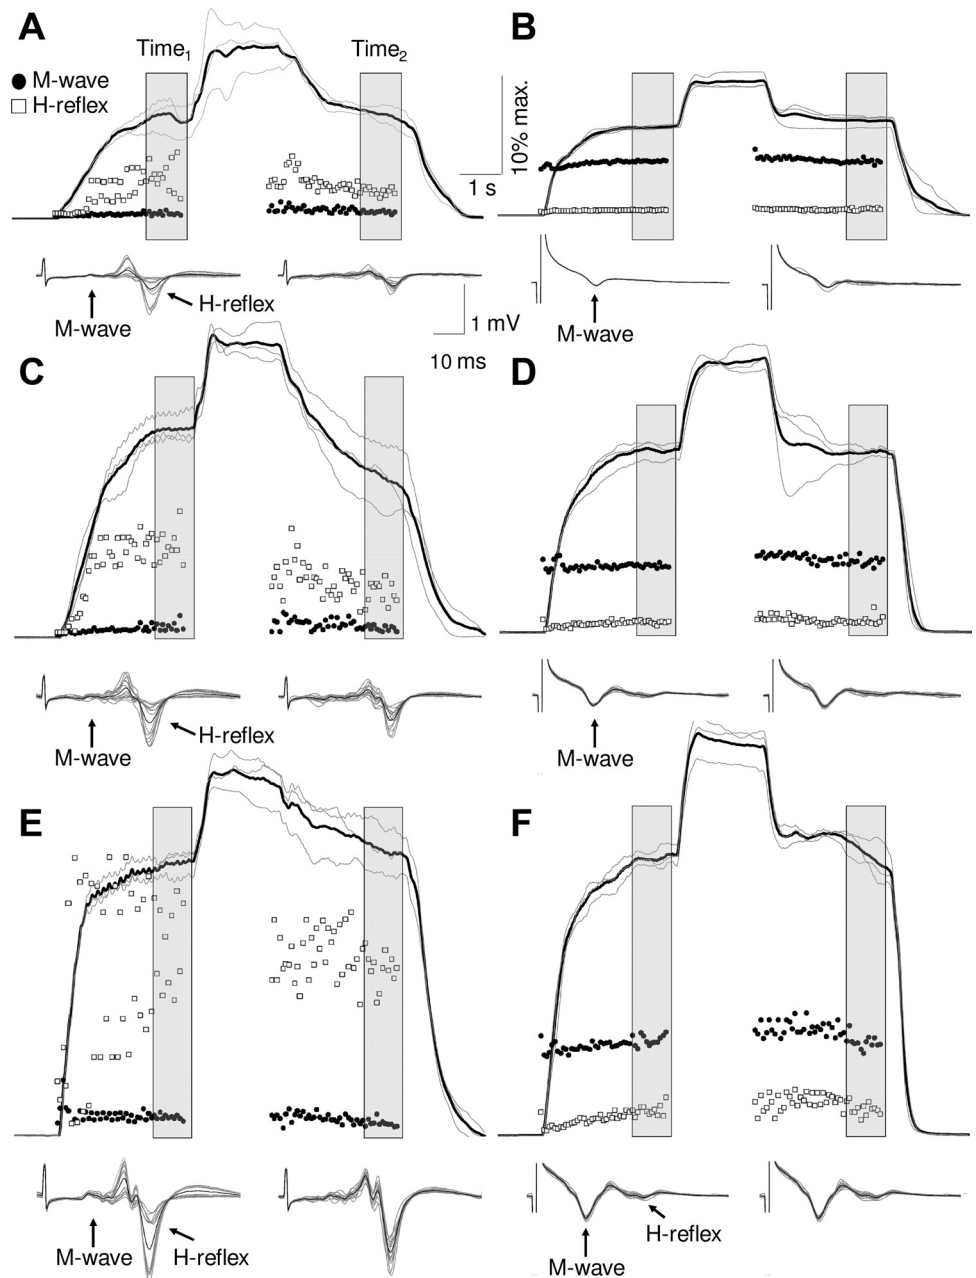 A
Time₁
Time₂
● M-wave
□ H-reflex
B
10% max.
1 s
H-reflex
M-wave
1 mV
10 ms
M-wave
C
D
H-reflex
M-wave
M-wave
E
F
H-reflex
M-wave
H-reflex
M-wave